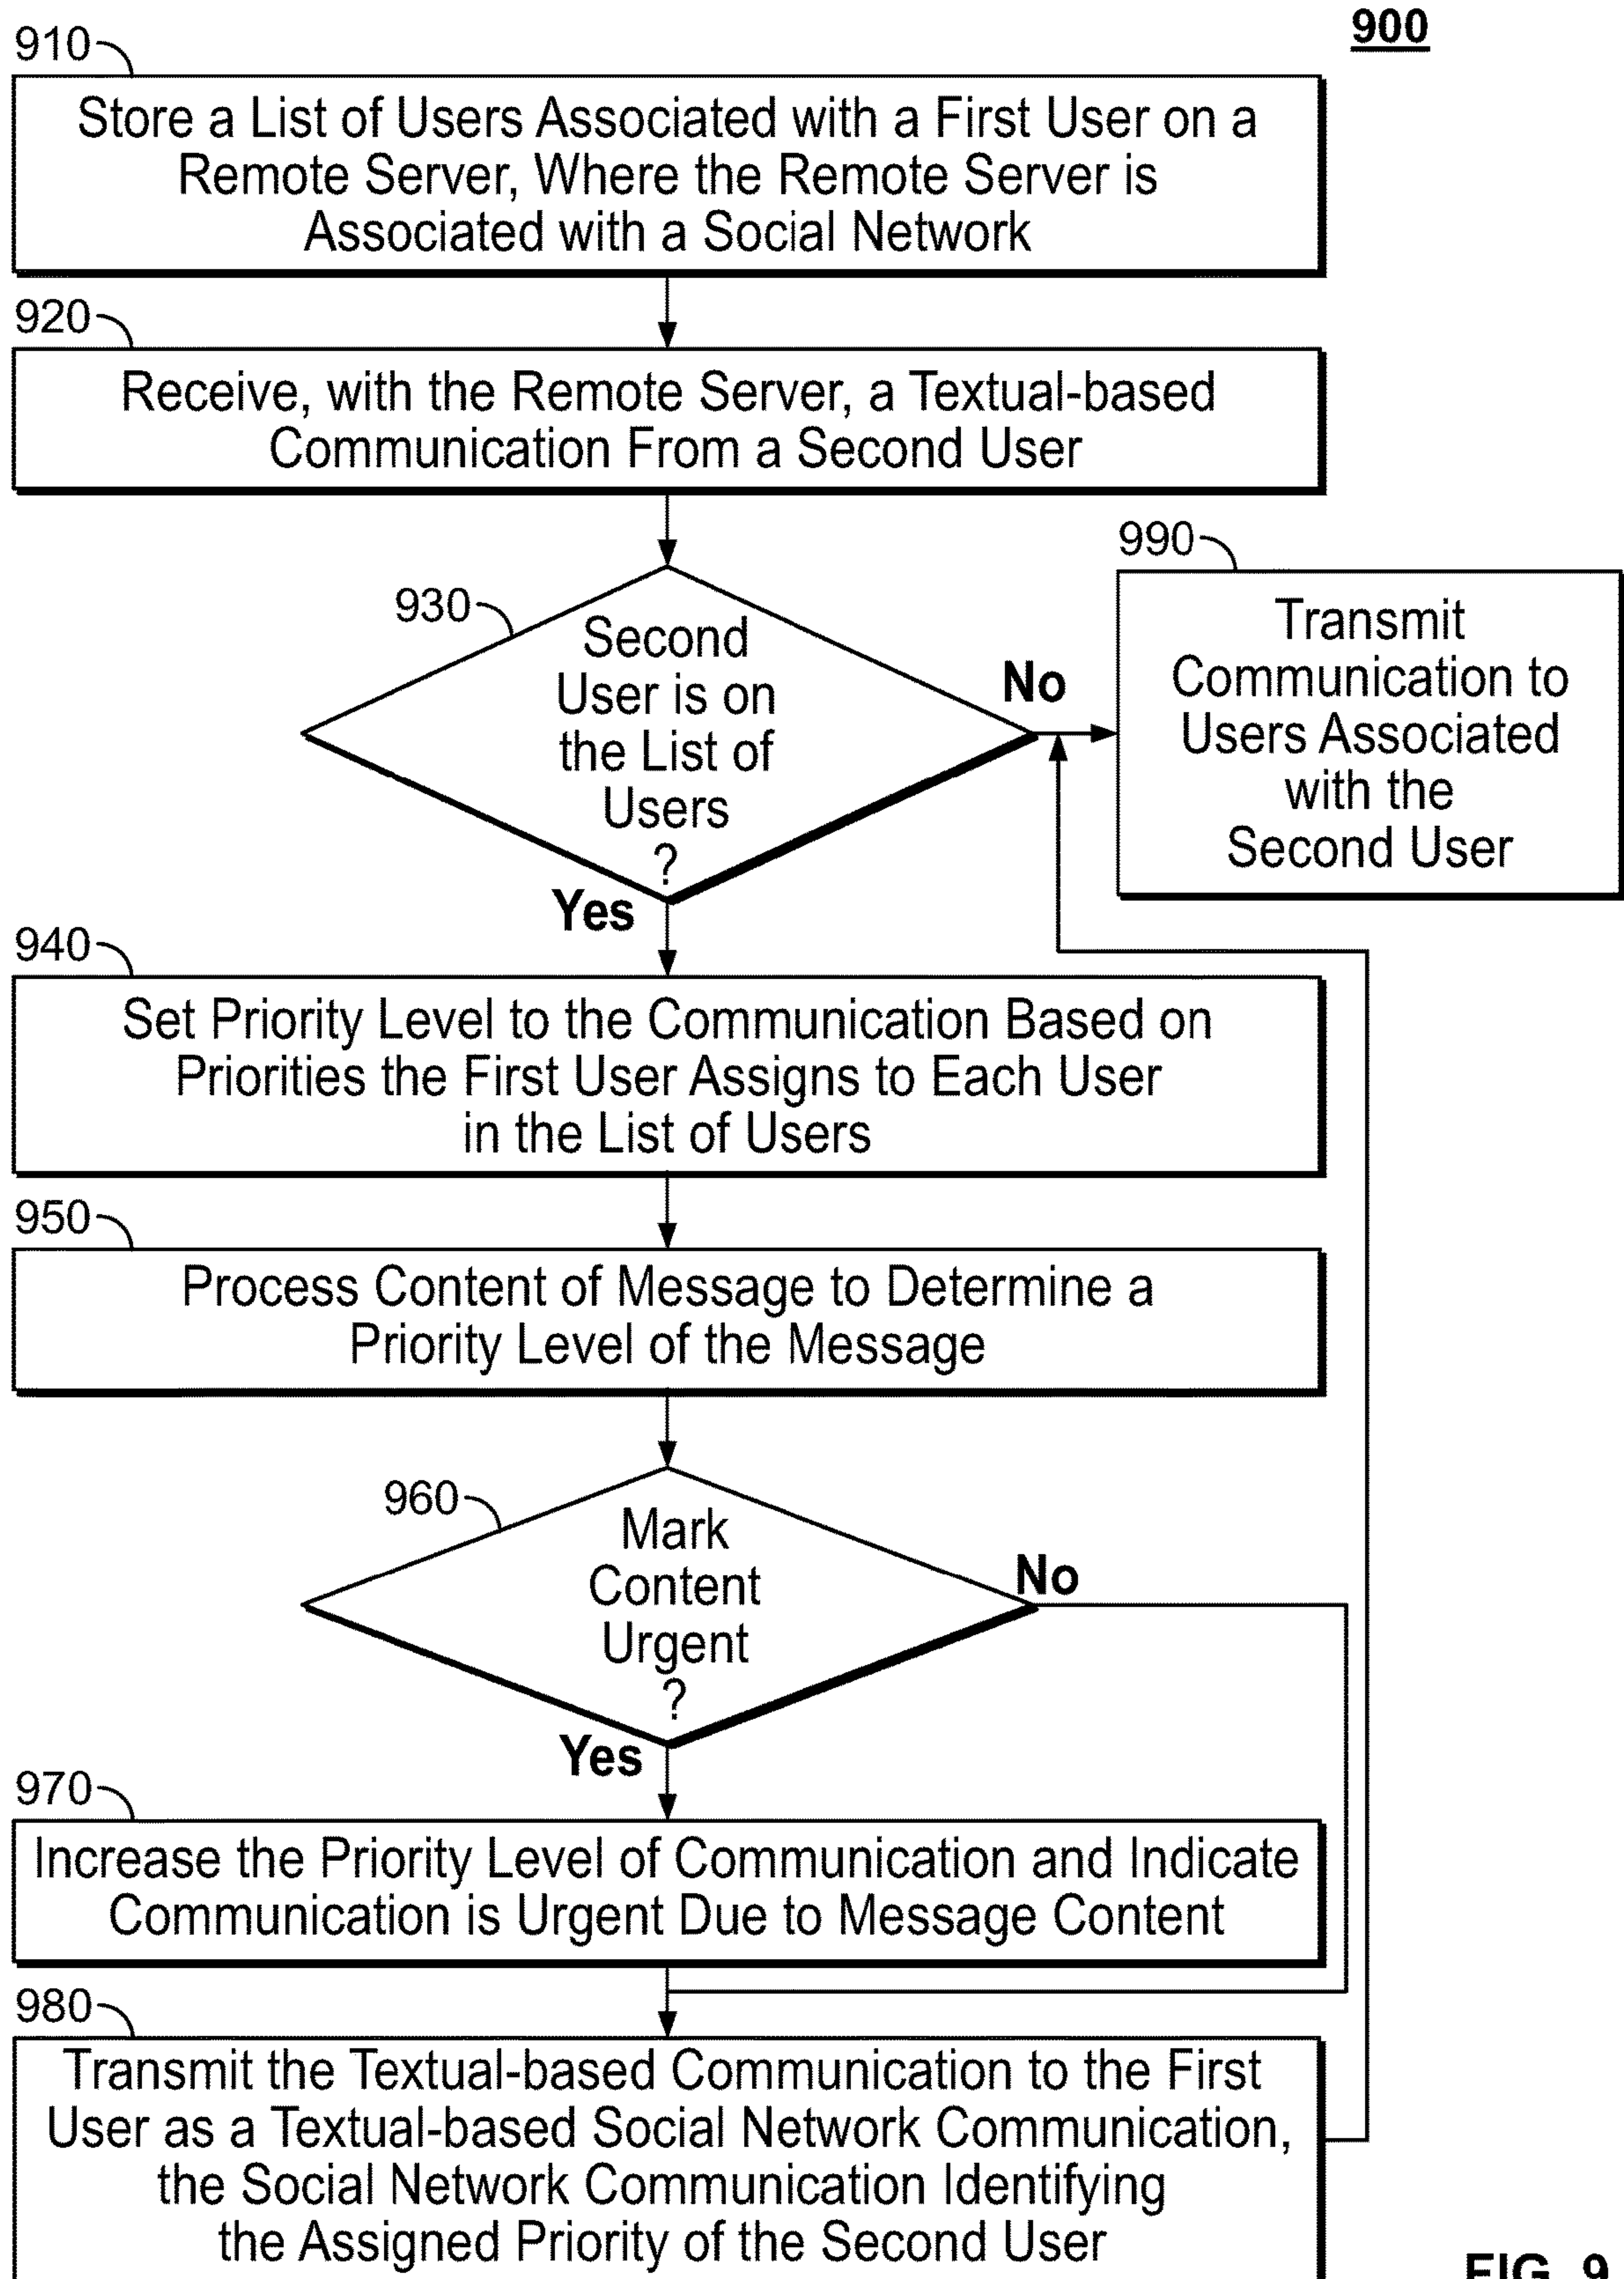 900
910
Store a List of Users Associated with a First User on a
Remote Server, Where the Remote Server is
Associated with a Social Network
920
Receive, with the Remote Server, a Textual-based
Communication From a Second User
930
Second
User is on
the List of
Users
?
No
Yes
990
Transmit
Communication to
Users Associated
with the
Second User
940
Set Priority Level to the Communication Based on
Priorities the First User Assigns to Each User
in the List of Users
950
Process Content of Message to Determine a
Priority Level of the Message
960
Mark
Content
Urgent
?
No
Yes
970
Increase the Priority Level of Communication and Indicate
Communication is Urgent Due to Message Content
980
Transmit the Textual-based Communication to the First
User as a Textual-based Social Network Communication,
the Social Network Communication Identifying
the Assigned Priority of the Second User
FIG. 9